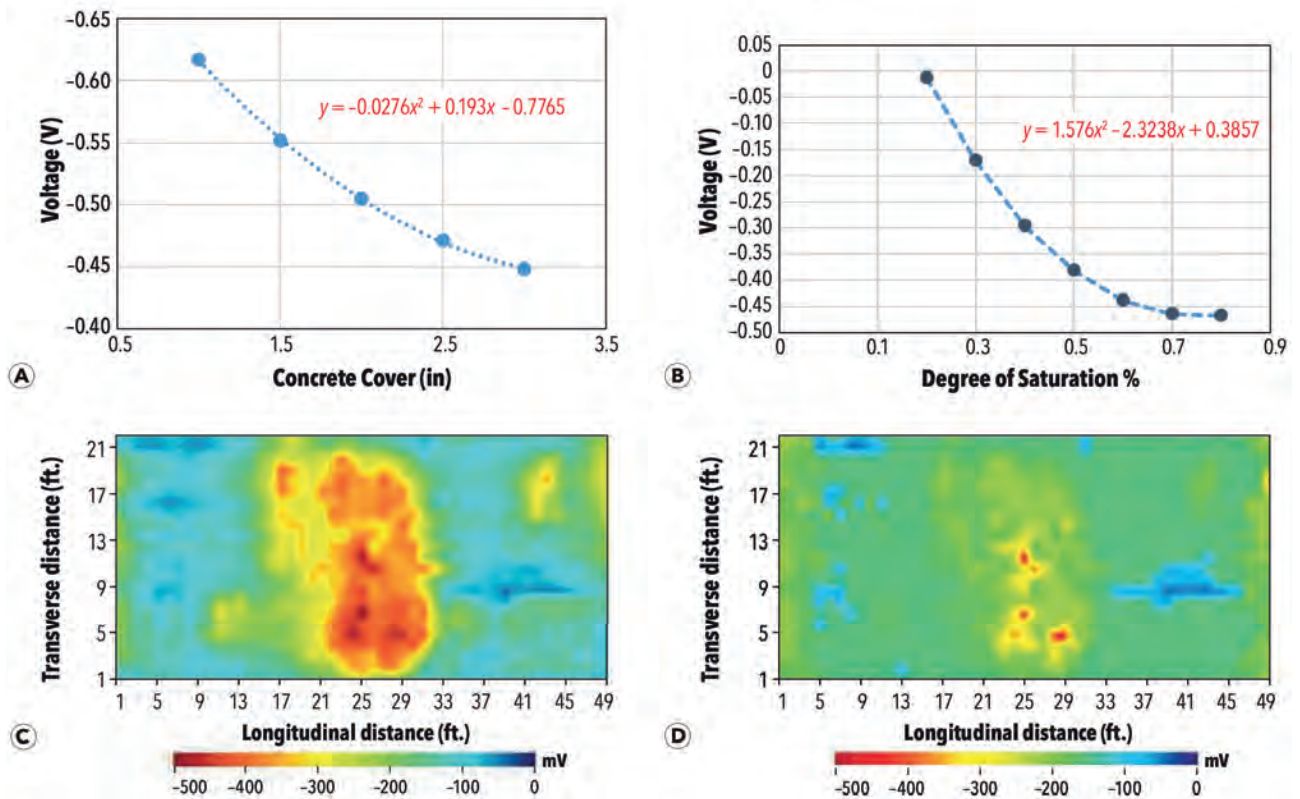 −0.65
−0.60
−0.55
−0.50
−0.45
−0.40
Voltage (V)
y = −0.0276x² + 0.193x − 0.7765
0.5 1.5 2.5 3.5
Concrete Cover (in)
A
0.05
0
−0.05
−0.10
−0.15
−0.20
−0.25
−0.30
−0.35
−0.40
−0.45
−0.50
Voltage (V)
y = 1.576x² − 2.3238x + 0.3857
0 0.1 0.3 0.5 0.7 0.9
Degree of Saturation %
B
21
17
13
9
5
1
Transverse distance (ft.)
1 5 9 13 17 21 25 29 33 37 41 45 49
Longitudinal distance (ft.)
C
mV
−500 −400 −300 −200 −100 0
21
17
13
9
5
1
Transverse distance (ft.)
1 5 9 13 17 21 25 29 33 37 41 45 49
Longitudinal distance (ft.)
D
mV
−500 −400 −300 −200 −100 0